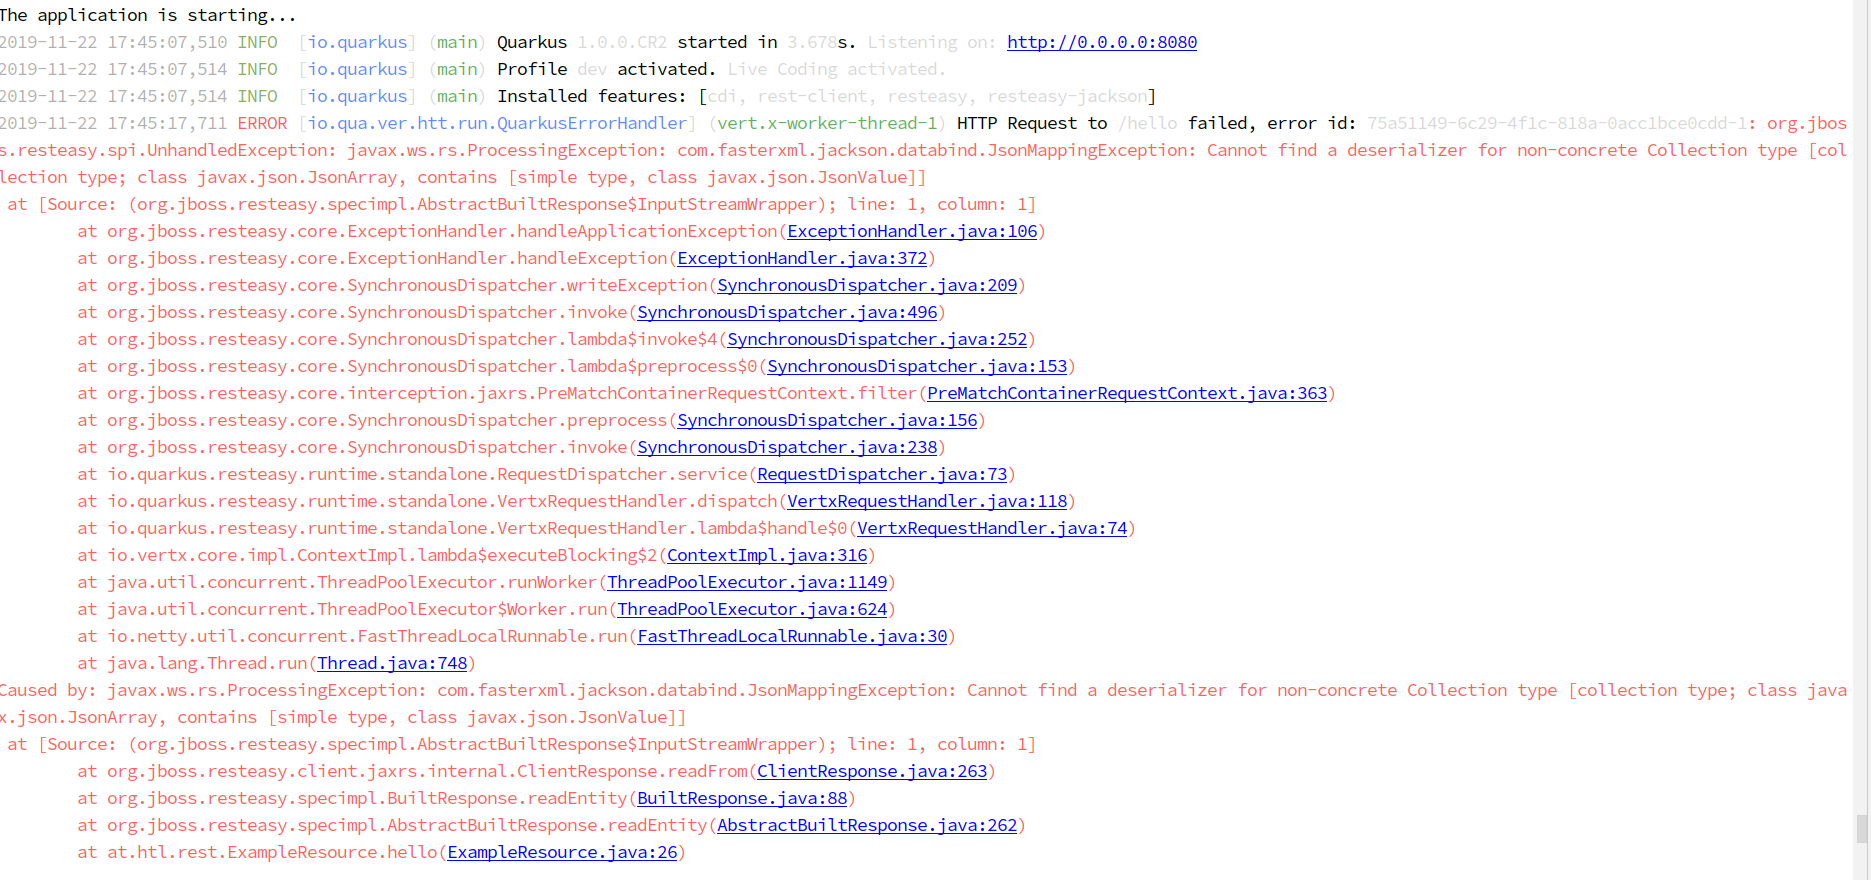 The application is starting...
2019-11-22 17:45:07,510 INFO  [io.quarkus] (main) Quarkus 1.0.0.CR2 started in 3.678s. Listening on: http://0.0.0.0:8080
2019-11-22 17:45:07,514 INFO  [io.quarkus] (main) Profile dev activated. Live Coding activated.
2019-11-22 17:45:07,514 INFO  [io.quarkus] (main) Installed features: [cdi, rest-client, resteasy, resteasy-jackson]
2019-11-22 17:45:17,711 ERROR [io.qua.ver.htt.run.QuarkusErrorHandler] (vert.x-worker-thread-1) HTTP Request to /hello failed, error id: 75a51149-6c29-4f1c-818a-0acc1bce0cdd-1: org.jbos
s.resteasy.spi.UnhandledException: javax.ws.rs.ProcessingException: com.fasterxml.jackson.databind.JsonMappingException: Cannot find a deserializer for non-concrete Collection type [col
lection type; class javax.json.JsonArray, contains [simple type, class javax.json.JsonValue]]
 at [Source: (org.jboss.resteasy.specimpl.AbstractBuiltResponse$InputStreamWrapper); line: 1, column: 1]
        at org.jboss.resteasy.core.ExceptionHandler.handleApplicationException(ExceptionHandler.java:106)
        at org.jboss.resteasy.core.ExceptionHandler.handleException(ExceptionHandler.java:372)
        at org.jboss.resteasy.core.SynchronousDispatcher.writeException(SynchronousDispatcher.java:209)
        at org.jboss.resteasy.core.SynchronousDispatcher.invoke(SynchronousDispatcher.java:496)
        at org.jboss.resteasy.core.SynchronousDispatcher.lambda$invoke$4(SynchronousDispatcher.java:252)
        at org.jboss.resteasy.core.SynchronousDispatcher.lambda$preprocess$0(SynchronousDispatcher.java:153)
        at org.jboss.resteasy.core.interception.jaxrs.PreMatchContainerRequestContext.filter(PreMatchContainerRequestContext.java:363)
        at org.jboss.resteasy.core.SynchronousDispatcher.preprocess(SynchronousDispatcher.java:156)
        at org.jboss.resteasy.core.SynchronousDispatcher.invoke(SynchronousDispatcher.java:238)
        at io.quarkus.resteasy.runtime.standalone.RequestDispatcher.service(RequestDispatcher.java:73)
        at io.quarkus.resteasy.runtime.standalone.VertxRequestHandler.dispatch(VertxRequestHandler.java:118)
        at io.quarkus.resteasy.runtime.standalone.VertxRequestHandler.lambda$handle$0(VertxRequestHandler.java:74)
        at io.vertx.core.impl.ContextImpl.lambda$executeBlocking$2(ContextImpl.java:316)
        at java.util.concurrent.ThreadPoolExecutor.runWorker(ThreadPoolExecutor.java:1149)
        at java.util.concurrent.ThreadPoolExecutor$Worker.run(ThreadPoolExecutor.java:624)
        at io.netty.util.concurrent.FastThreadLocalRunnable.run(FastThreadLocalRunnable.java:30)
        at java.lang.Thread.run(Thread.java:748)
Caused by: javax.ws.rs.ProcessingException: com.fasterxml.jackson.databind.JsonMappingException: Cannot find a deserializer for non-concrete Collection type [collection type; class java
x.json.JsonArray, contains [simple type, class javax.json.JsonValue]]
 at [Source: (org.jboss.resteasy.specimpl.AbstractBuiltResponse$InputStreamWrapper); line: 1, column: 1]
        at org.jboss.resteasy.client.jaxrs.internal.ClientResponse.readFrom(ClientResponse.java:263)
        at org.jboss.resteasy.specimpl.BuiltResponse.readEntity(BuiltResponse.java:88)
        at org.jboss.resteasy.specimpl.AbstractBuiltResponse.readEntity(AbstractBuiltResponse.java:262)
        at at.htl.rest.ExampleResource.hello(ExampleResource.java:26)